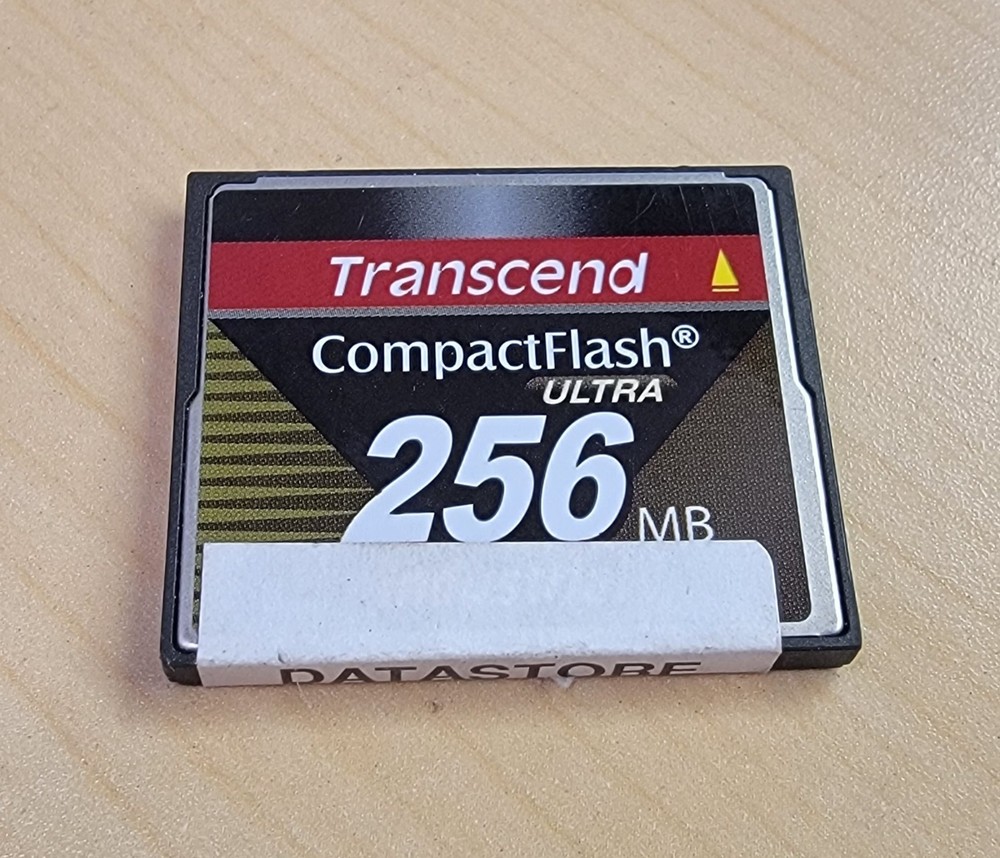 Transcend
CompactFlash®
ULTRA
256 MB
DATASTORE